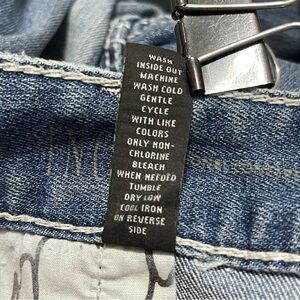 WASH
INSIDE OUT
MACHINE
WASH COLD
GENTLE
CYCLE
WITH LIKE
COLORS
ONLY NON-
CHLORINE
BLEACH
WHEN NEEDED
TUMBLE
DRY LOW
COOL IRON
ON REVERSE
SIDE